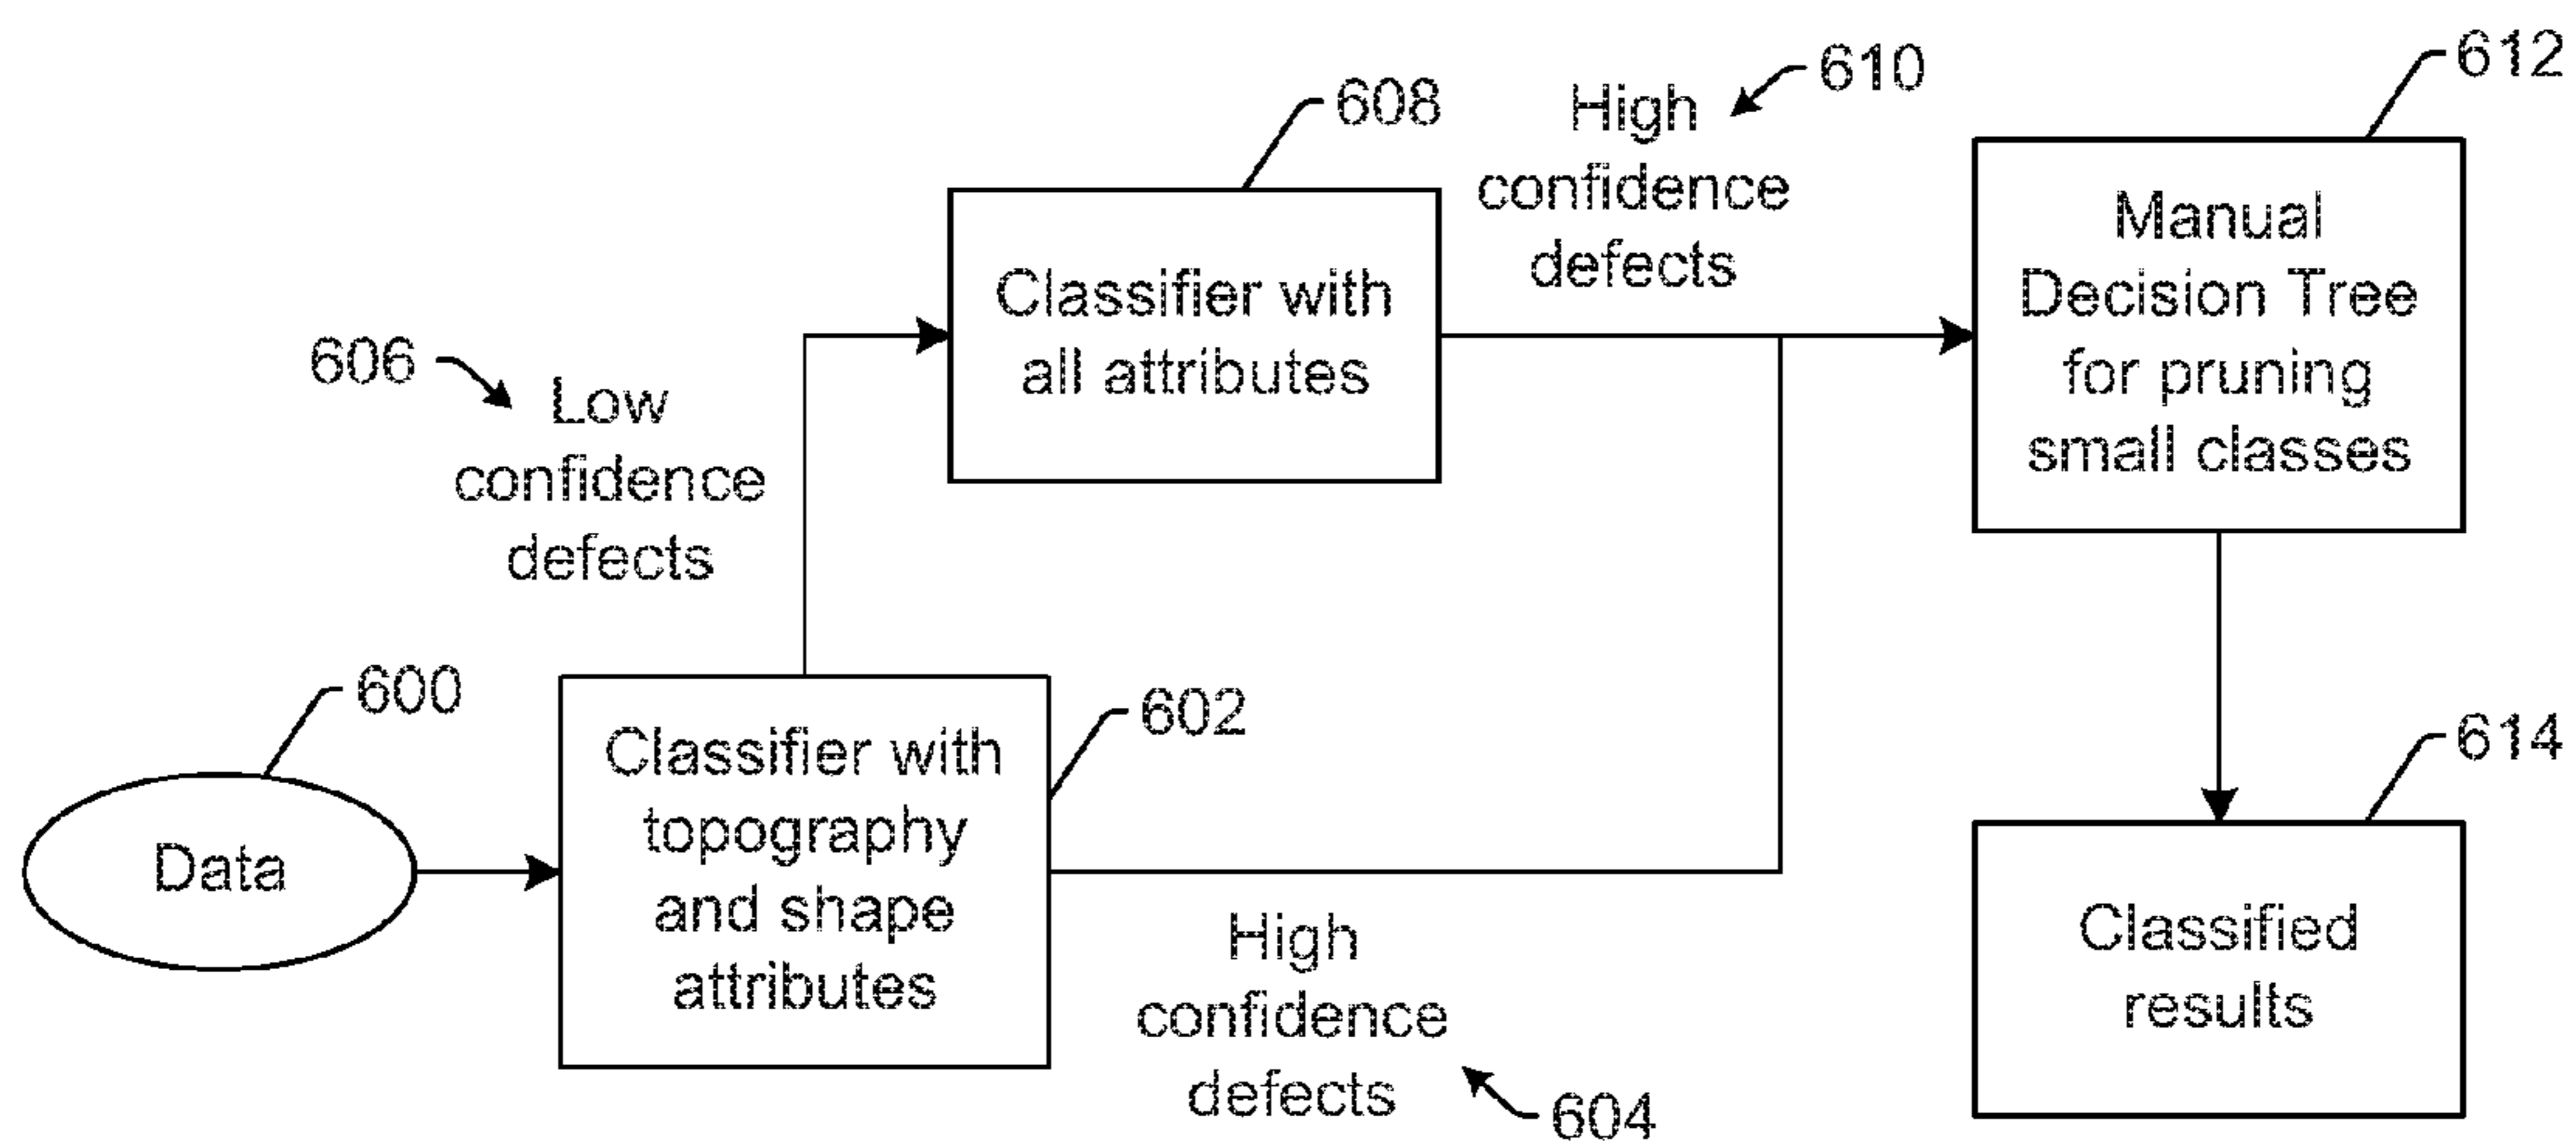 612
610
608
High
confidence
defects
Manual
Decision Tree
for pruning
small classes
Classifier with
all attributes
606
Low
confidence
defects
600
602
614
Classifier with
topography
and shape
attributes
Data
High
confidence
defects
604
Classified
results